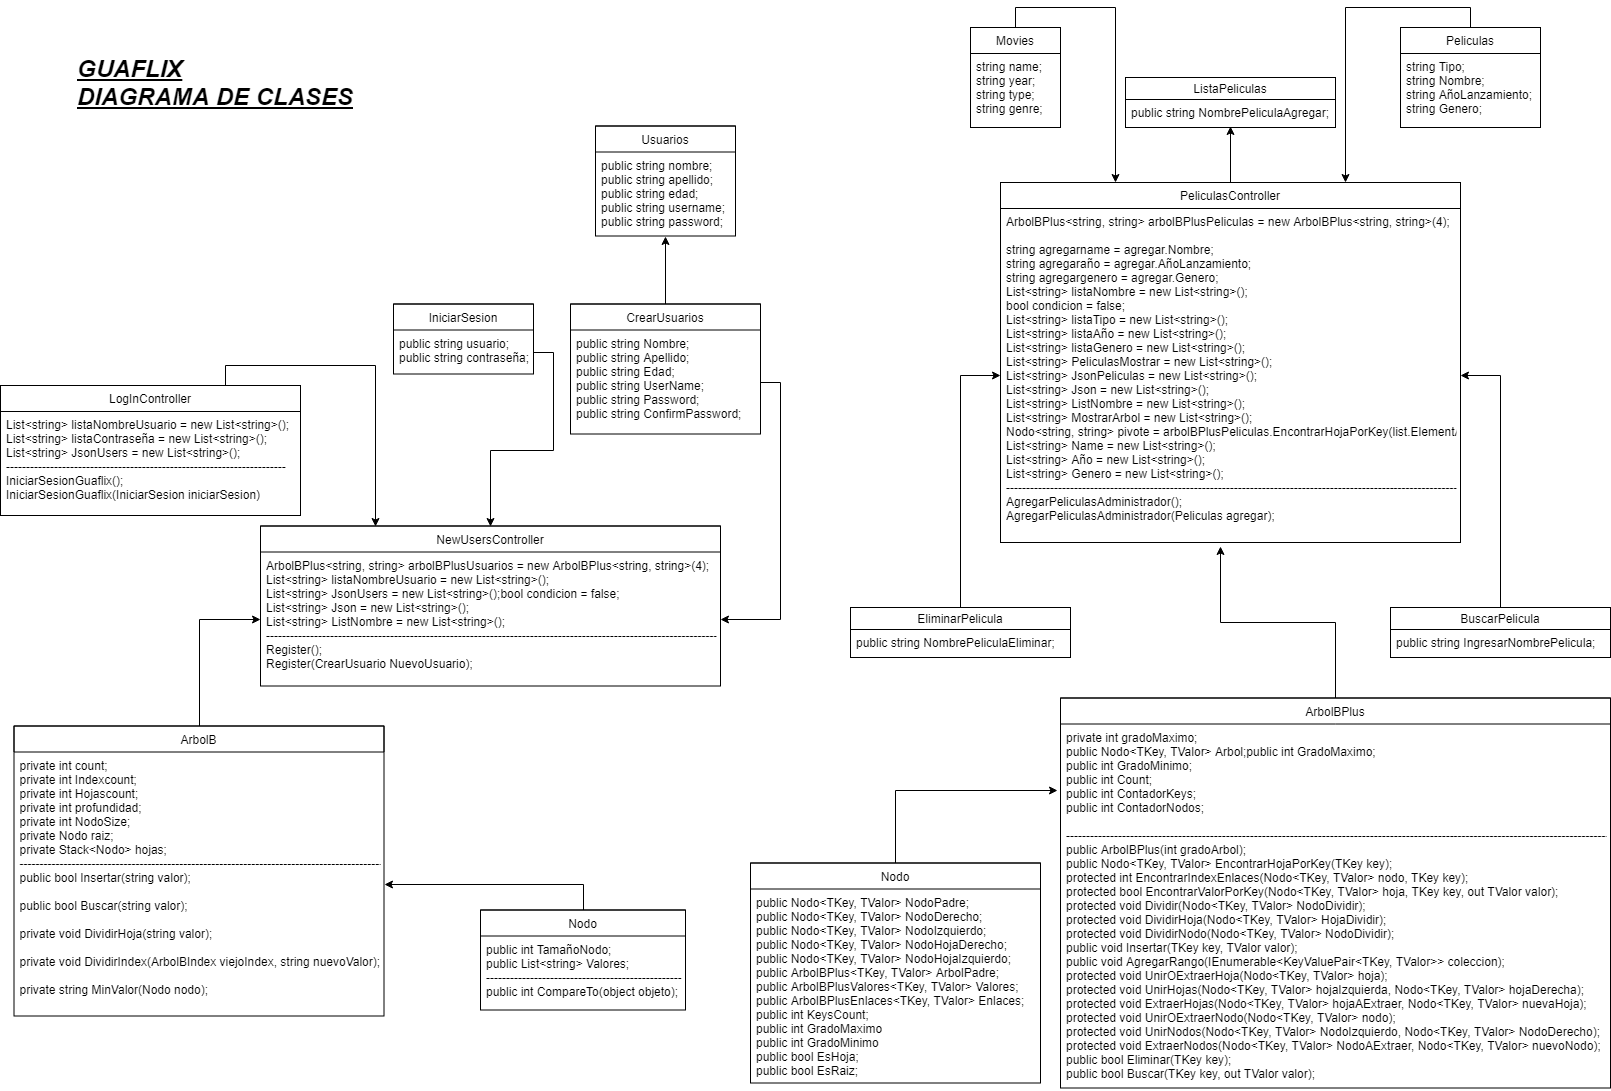 GUAFLIX
DIAGRAMA DE CLASES
Usuarios
public string nombre;
public string apellido;
public string edad;
public string username;
public string password;
IniciarSesion
public string usuario;
public string contraseña;
CrearUsuarios
public string Nombre;
public string Apellido;
public string Edad;
public string UserName;
public string Password;
public string ConfirmPassword;
LogInController
List<string> listaNombreUsuario = new List<string>();
List<string> listaContraseña = new List<string>();
List<string> JsonUsers = new List<string>();
IniciarSesionGuaflix();
IniciarSesionGuaflix(IniciarSesion iniciarSesion)
NewUsersController
ArbolBPlus<string, string> arbolBPlusUsuarios = new ArbolBPlus<string, string>(4);
List<string> listaNombreUsuario = new List<string>();
List<string> JsonUsers = new List<string>();bool condicion = false;
List<string> Json = new List<string>();
List<string> ListNombre = new List<string>();
Register();
Register(CrearUsuario NuevoUsuario);
ArbolB
private int count;
private int Indexcount;
private int Hojascount;
private int profundidad;
private int NodoSize;
private Nodo raiz;
private Stack<Nodo> hojas;
public bool Insertar(string valor);
public bool Buscar(string valor);
private void DividirHoja(string valor);
private void DividirIndex(ArbolBIndex viejoIndex, string nuevoValor);
private string MinValor(Nodo nodo);
Nodo
public int TamañoNodo;
public List<string> Valores;
public int CompareTo(object objeto);
Movies
string name;
string year;
string type;
string genre;
ListaPeliculas
public string NombrePeliculaAgregar;
Peliculas
string Tipo;
string Nombre;
string AñoLanzamiento;
string Genero;
PeliculasController
ArbolBPlus<string, string> arbolBPlusPeliculas = new ArbolBPlus<string, string>(4);
string agregarname = agregar.Nombre;
string agregaraño = agregar.AñoLanzamiento;
string agregargenero = agregar.Genero;
List<string> listaNombre = new List<string>();
bool condicion = false;
List<string> listaTipo = new List<string>();
List<string> listaAño = new List<string>();
List<string> listaGenero = new List<string>();
List<string> PeliculasMostrar = new List<string>();
List<string> JsonPeliculas = new List<string>();
List<string> Json = new List<string>();
List<string> ListNombre = new List<string>();
List<string> MostrarArbol = new List<string>();
Nodo<string, string> pivote = arbolBPlusPeliculas.EncontrarHojaPorKey(list.Element
List<string> Name = new List<string>();
List<string> Año = new List<string>();
List<string> Genero = new List<string>();
AgregarPeliculasAdministrador();
AgregarPeliculasAdministrador(Peliculas agregar);
EliminarPelicula
public string NombrePeliculaEliminar;
BuscarPelicula
public string IngresarNombrePelicula;
ArbolBPlus
private int gradoMaximo;
public Nodo<TKey, TValor> Arbol;public int GradoMaximo;
public int GradoMinimo;
public int Count;
public int ContadorKeys;
public int ContadorNodos;
public ArbolBPlus(int gradoArbol);
public Nodo<TKey, TValor> EncontrarHojaPorKey(TKey key);
protected int EncontrarIndexEnlaces(Nodo<TKey, TValor> nodo, TKey key);
protected bool EncontrarValorPorKey(Nodo<TKey, TValor> hoja, TKey key, out TValor valor);
protected void Dividir(Nodo<TKey, TValor> NodoDividir);
protected void DividirHoja(Nodo<TKey, TValor> HojaDividir);
protected void DividirNodo(Nodo<TKey, TValor> NodoDividir);
public void Insertar(TKey key, TValor valor);
public void AgregarRango(IEnumerable<KeyValuePair<TKey, TValor>> coleccion);
protected void UnirOExtraerHoja(Nodo<TKey, TValor> hoja);
protected void UnirHojas(Nodo<TKey, TValor> hojaIzquierda, Nodo<TKey, TValor> hojaDerecha);
protected void ExtraerHojas(Nodo<TKey, TValor> hojaAExtraer, Nodo<TKey, TValor> nuevaHoja);
protected void UnirOExtraerNodo(Nodo<TKey, TValor> nodo);
protected void UnirNodos(Nodo<TKey, TValor> NodoIzquierdo, Nodo<TKey, TValor> NodoDerecho);
protected void ExtraerNodos(Nodo<TKey, TValor> NodoAExtraer, Nodo<TKey, TValor> nuevoNodo);
public bool Eliminar(TKey key);
public bool Buscar(TKey key, out TValor valor);
Nodo
public Nodo<TKey, TValor> NodoPadre;
public Nodo<TKey, TValor> NodoDerecho;
public Nodo<TKey, TValor> NodoIzquierdo;
public Nodo<TKey, TValor> NodoHojaDerecho;
public Nodo<TKey, TValor> NodoHojaIzquierdo;
public ArbolBPlus<TKey, TValor> ArbolPadre;
public ArbolBPlusValores<TKey, TValor> Valores;
public ArbolBPlusEnlaces<TKey, TValor> Enlaces;
public int KeysCount;
public int GradoMaximo
public int GradoMinimo
public bool EsHoja;
public bool EsRaiz;